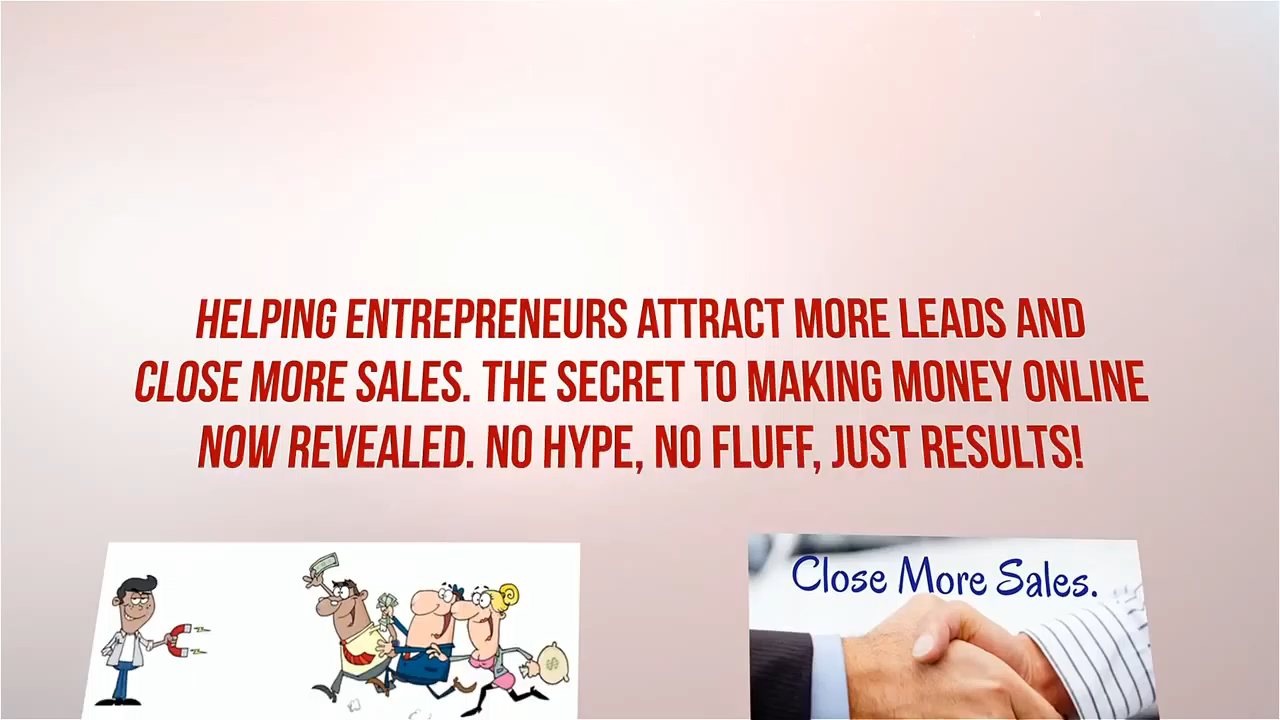 HELPING ENTREPRENEURS ATTRACT MORE LEADS AND
CLOSE MORE SALES. THE SECRET TO MAKING MONEY ONLINE
NOW REVEALED. NO HYPE, NO FLUFF, JUST RESULTS!
Close More Sales.